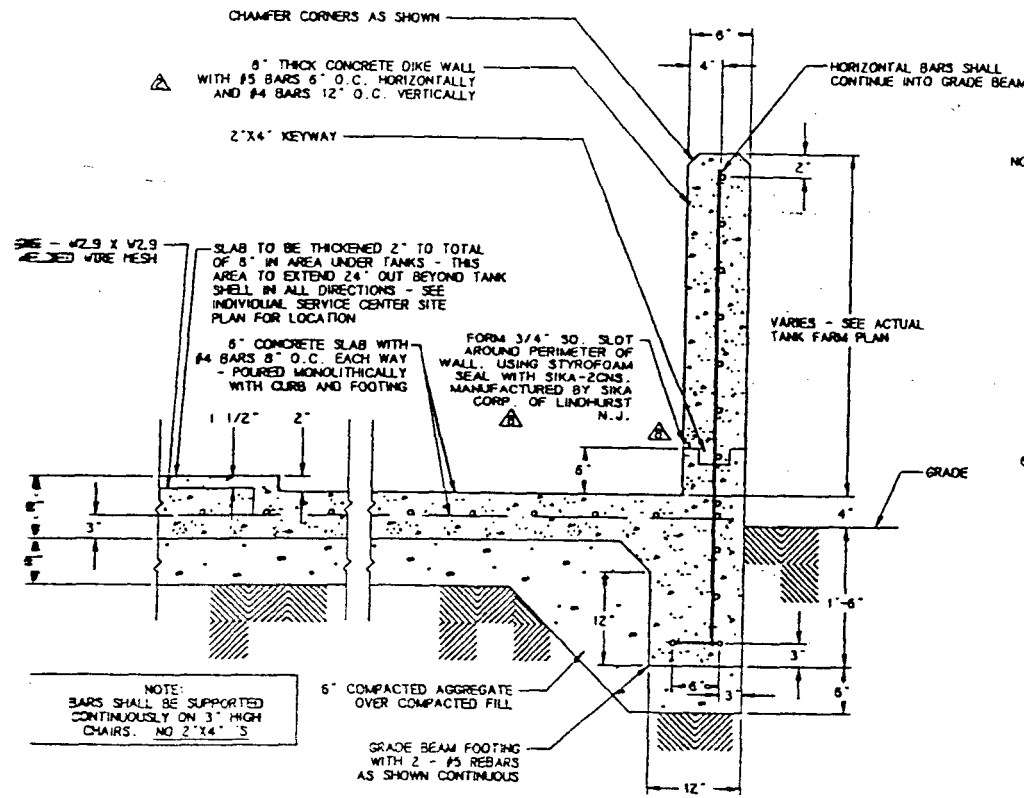 CHAMFER CORNERS AS SHOWN
6"
4"
6" THICK CONCRETE DIKE WALL
WITH #5 BARS 6" O.C. HORIZONTALLY
AND #4 BARS 12" O.C. VERTICALLY
HORIZONTAL BARS SHALL
CONTINUE INTO GRADE BEAM
2"X4" KEYWAY
2"
NO
- W2.9 X W2.9
WIRE MESH
SLAB TO BE THICKENED 2" TO TOTAL
OF 8" IN AREA UNDER TANKS - THIS
AREA TO EXTEND 24" OUT BEYOND TANK
SHELL IN ALL DIRECTIONS - SEE
INDIVIDUAL SERVICE CENTER SITE
PLAN FOR LOCATION
6" CONCRETE SLAB WITH
#4 BARS 8" O.C. EACH WAY
- POURED MONOLITHICALLY
WITH CURB AND FOOTING
FORM 3/4" SQ. SLOT
AROUND PERIMETER OF
WALL, USING STYROFOAM
SEAL WITH SIKA-2CNS,
MANUFACTURED BY SIKA
CORP. OF LINDHURST
N.J.
VARIES - SEE ACTUAL
TANK FARM PLAN
1 1/2"
2"
6"
GRADE
4"
3"
1'-6"
12"
3"
6"
3"
6"
NOTE:
BARS SHALL BE SUPPORTED
CONTINUOUSLY ON 3" HIGH
CHAIRS. NO 2"X4" 'S
6" COMPACTED AGGREGATE
OVER COMPACTED FILL
GRADE BEAM FOOTING
WITH 2 - #5 REBARS
AS SHOWN CONTINUOUS
12"